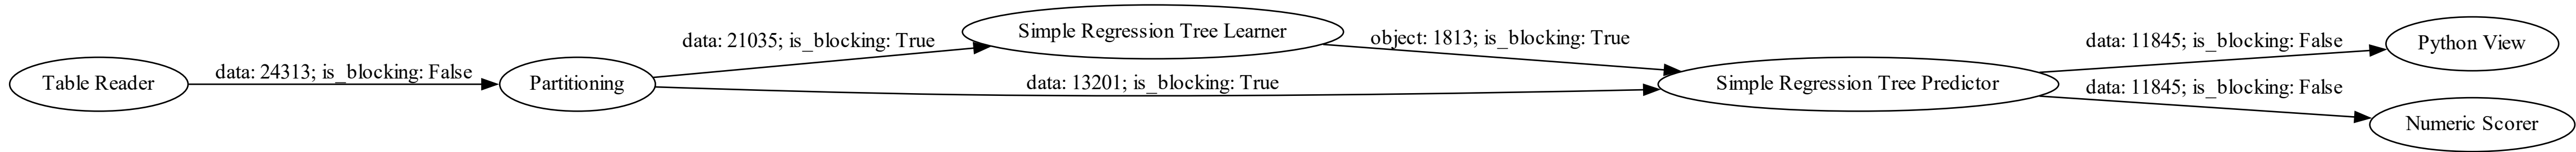 Table Reader
data: 24313; is_blocking: False
Partitioning
data: 21035; is_blocking: True
Simple Regression Tree Learner
object: 1813; is_blocking: True
data: 13201; is_blocking: True
Simple Regression Tree Predictor
data: 11845; is_blocking: False
Python View
data: 11845; is_blocking: False
Numeric Scorer